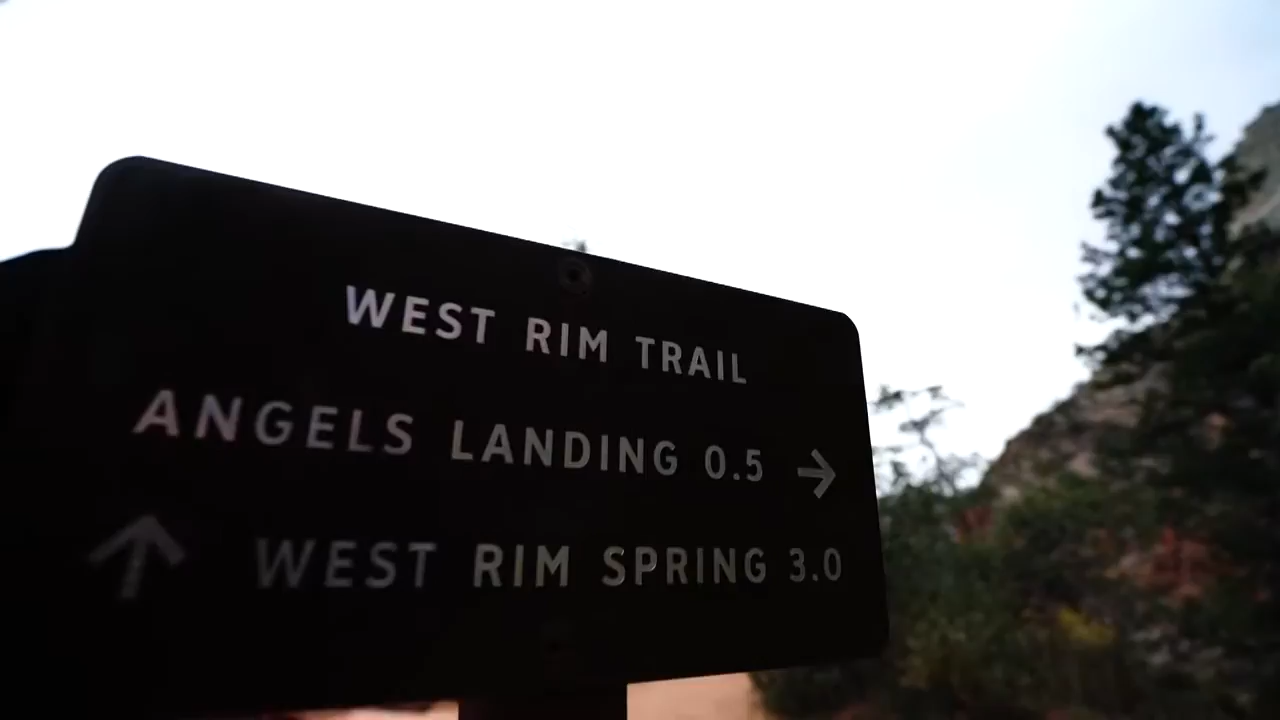 WEST RIM TRAIL
ANGELS LANDING 0.5 →
↑ WEST RIM SPRING 3.0